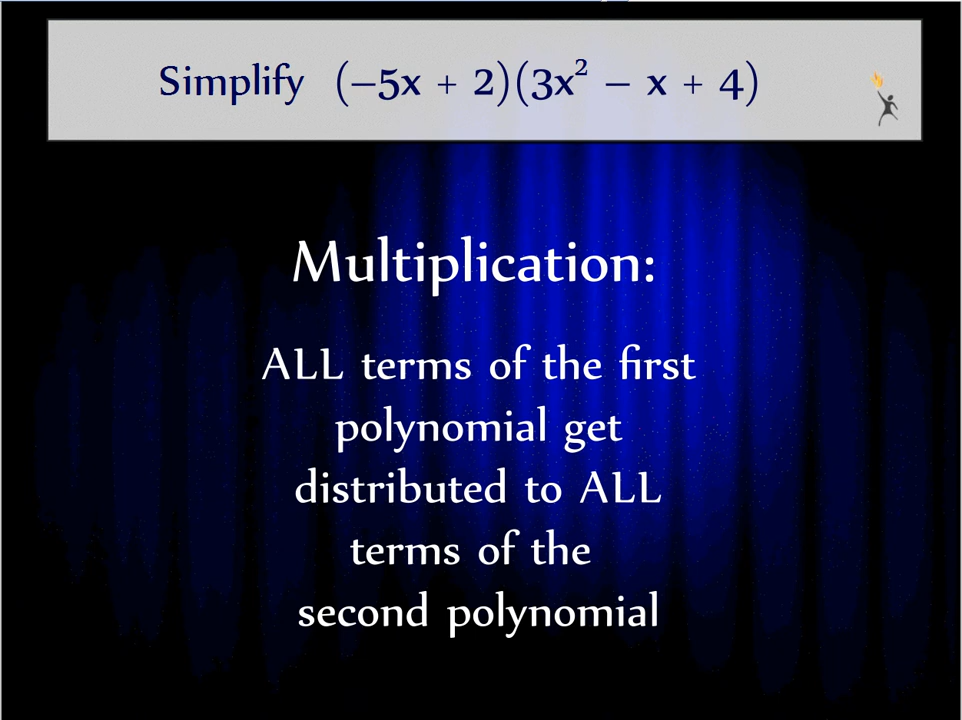 Simplify (−5x + 2)(3x² − x + 4)
Multiplication:
ALL terms of the first
polynomial get
distributed to ALL
terms of the
second polynomial